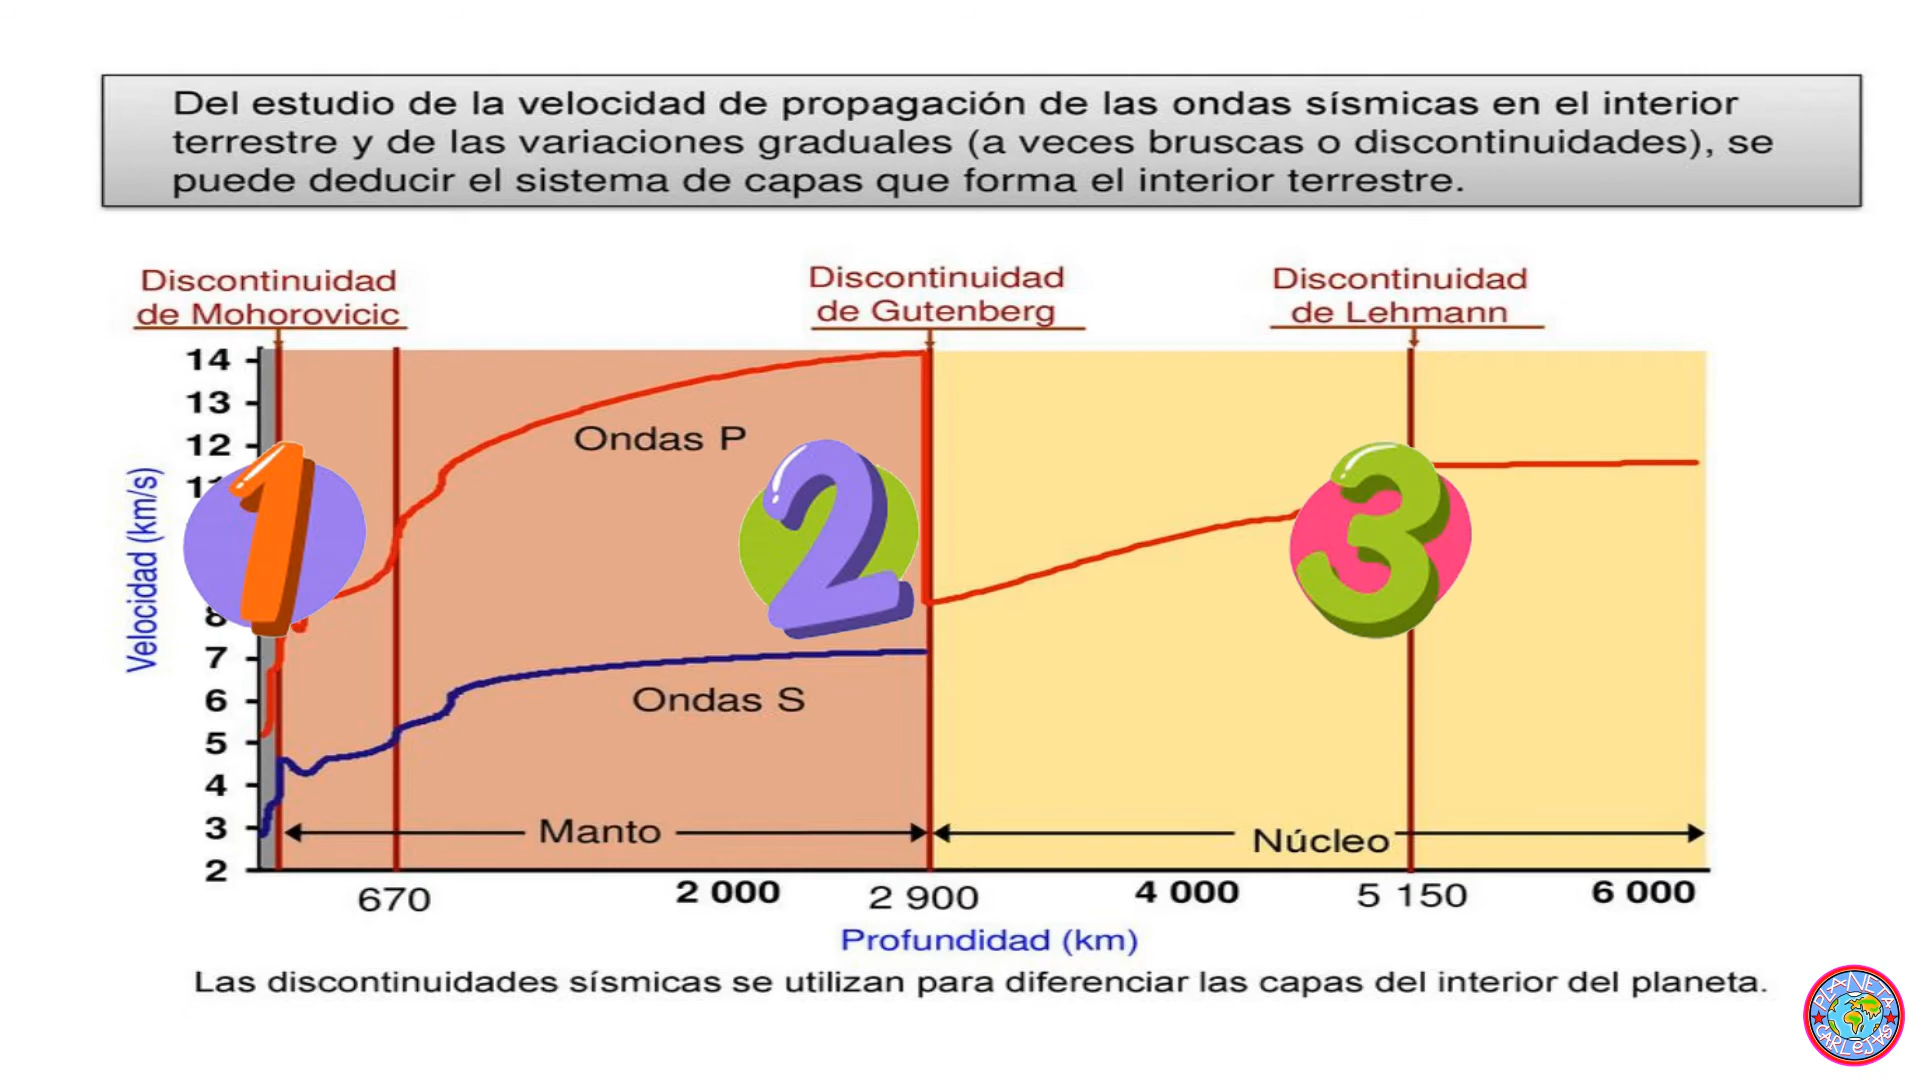 Del estudio de la velocidad de propagación de las ondas sísmicas en el interior
terrestre y de las variaciones graduales (a veces bruscas o discontinuidades), se
puede deducir el sistema de capas que forma el interior terrestre.
Discontinuidad
de Mohorovicic
Discontinuidad
de Gutenberg
Discontinuidad
de Lehmann
Velocidad (km/s)
14
13
12
11
8
7
6
5
4
3
2
1
2
3
Ondas P
Ondas S
Manto
Núcleo
670
2 000
2 900
4 000
5 150
6 000
Profundidad (km)
Las discontinuidades sísmicas se utilizan para diferenciar las capas del interior del planeta.
PLANETA
CARLEJAS